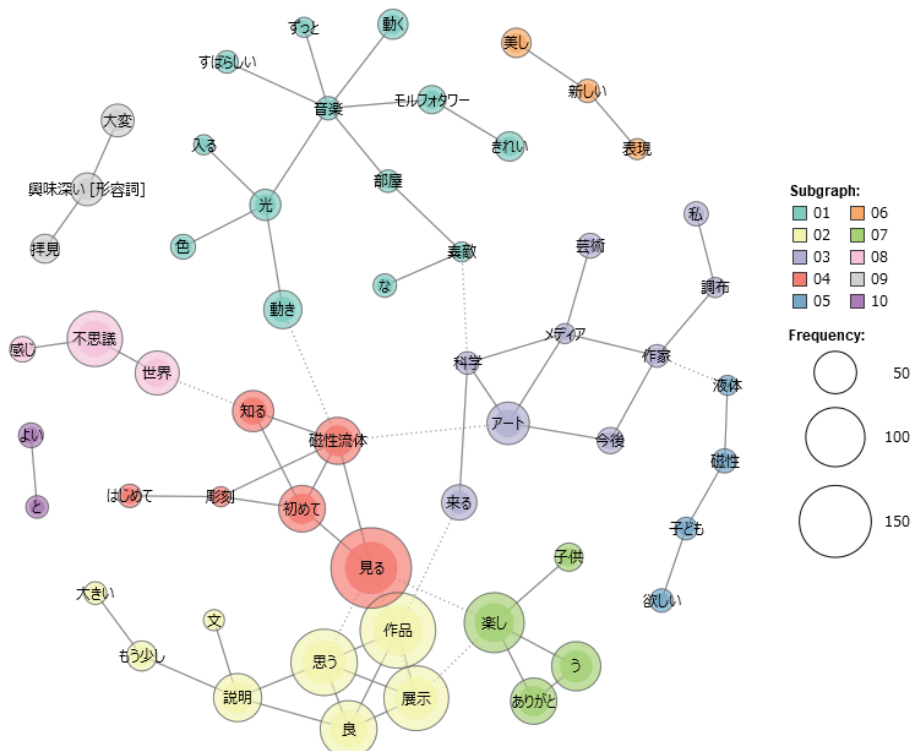 ずっと
動く
美し
すばらしい
新しい
音楽
モルフォタワー
大変
きれい
表現
入る
部屋
興味深い [形容詞]
光
拝見
色
素敵
な
動き
芸術
私
調布
メディア
作家
科学
液体
不思議
感じ
世界
知る
磁性流体
アート
今後
よい
磁性
はじめて
彫刻
初めて
来る
と
子ども
見る
子供
欲しい
大きい
文
作品
楽し
もう少し
思う
う
説明
展示
ありがと
良
Subgraph:
01 06
02 07
03 08
04 09
05 10
Frequency:
50
100
150